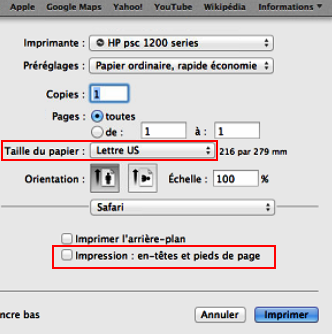 Apple Google Maps Yahoo! YouTube Wikipédia Informations ▼
Imprimante : HP psc 1200 series
Préréglages : Papier ordinaire, rapide économie
Copies : 1
Pages : toutes
de : 1 à : 1
Taille du papier : Lettre US 216 par 279 mm
Orientation : Échelle : 100 %
Safari
Imprimer l'arrière-plan
Impression : en-têtes et pieds de page
ncre bas Annuler Imprimer